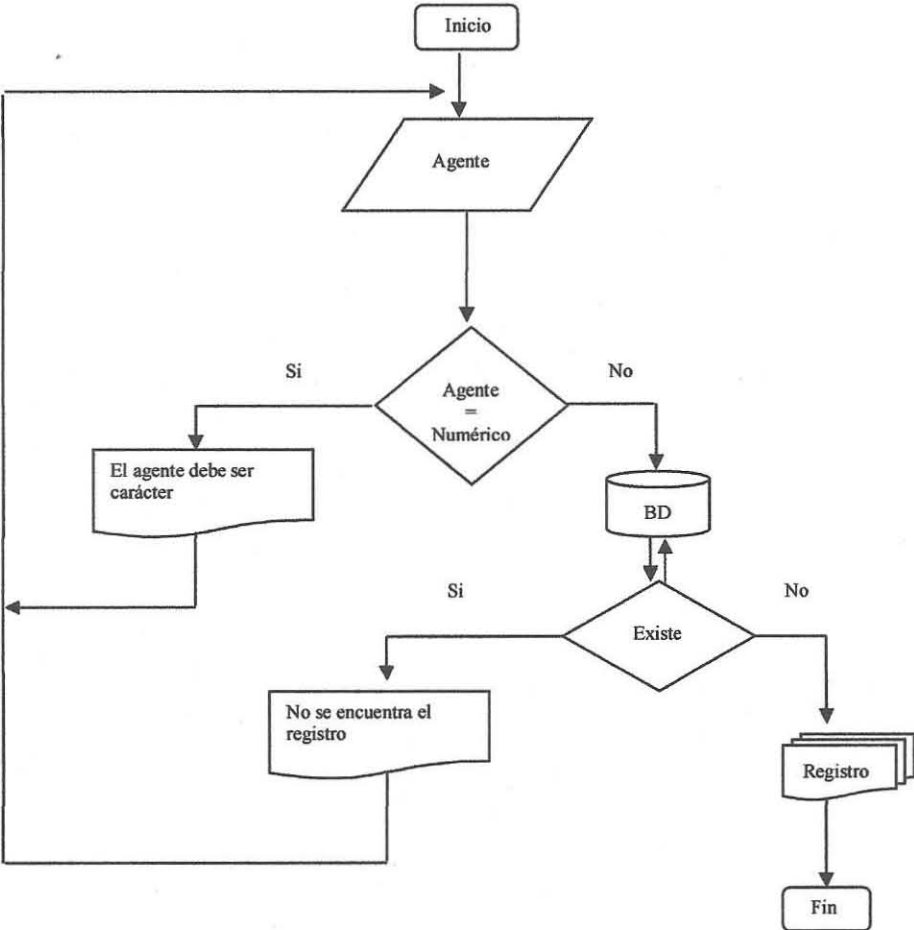 Inicio
Agente
Si
No
Agente
=
Numérico
El agente debe ser
carácter
BD
Si
No
Existe
No se encuentra el
registro
Registro
Fin